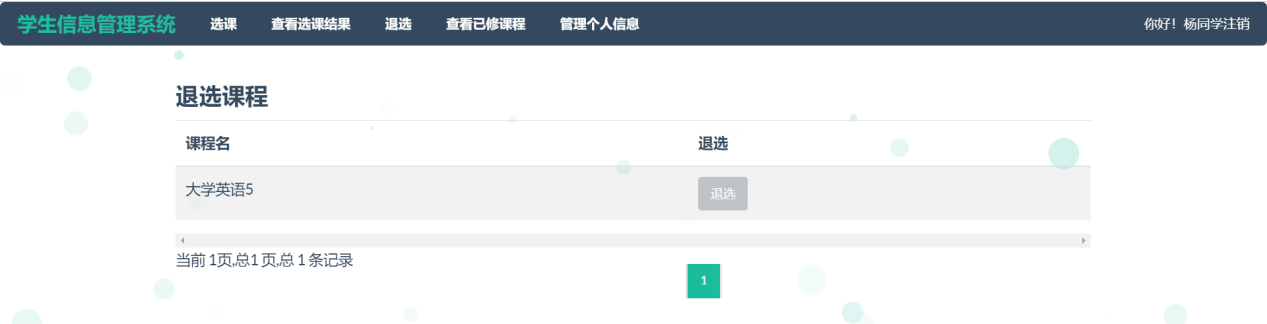 学生信息管理系统 选课 查看选课结果 退选 查看已修课程 管理个人信息 你好！杨同学注销
退选课程
课程名 退选
大学英语5 退选
当前 1页,总1 页,总 1 条记录
1